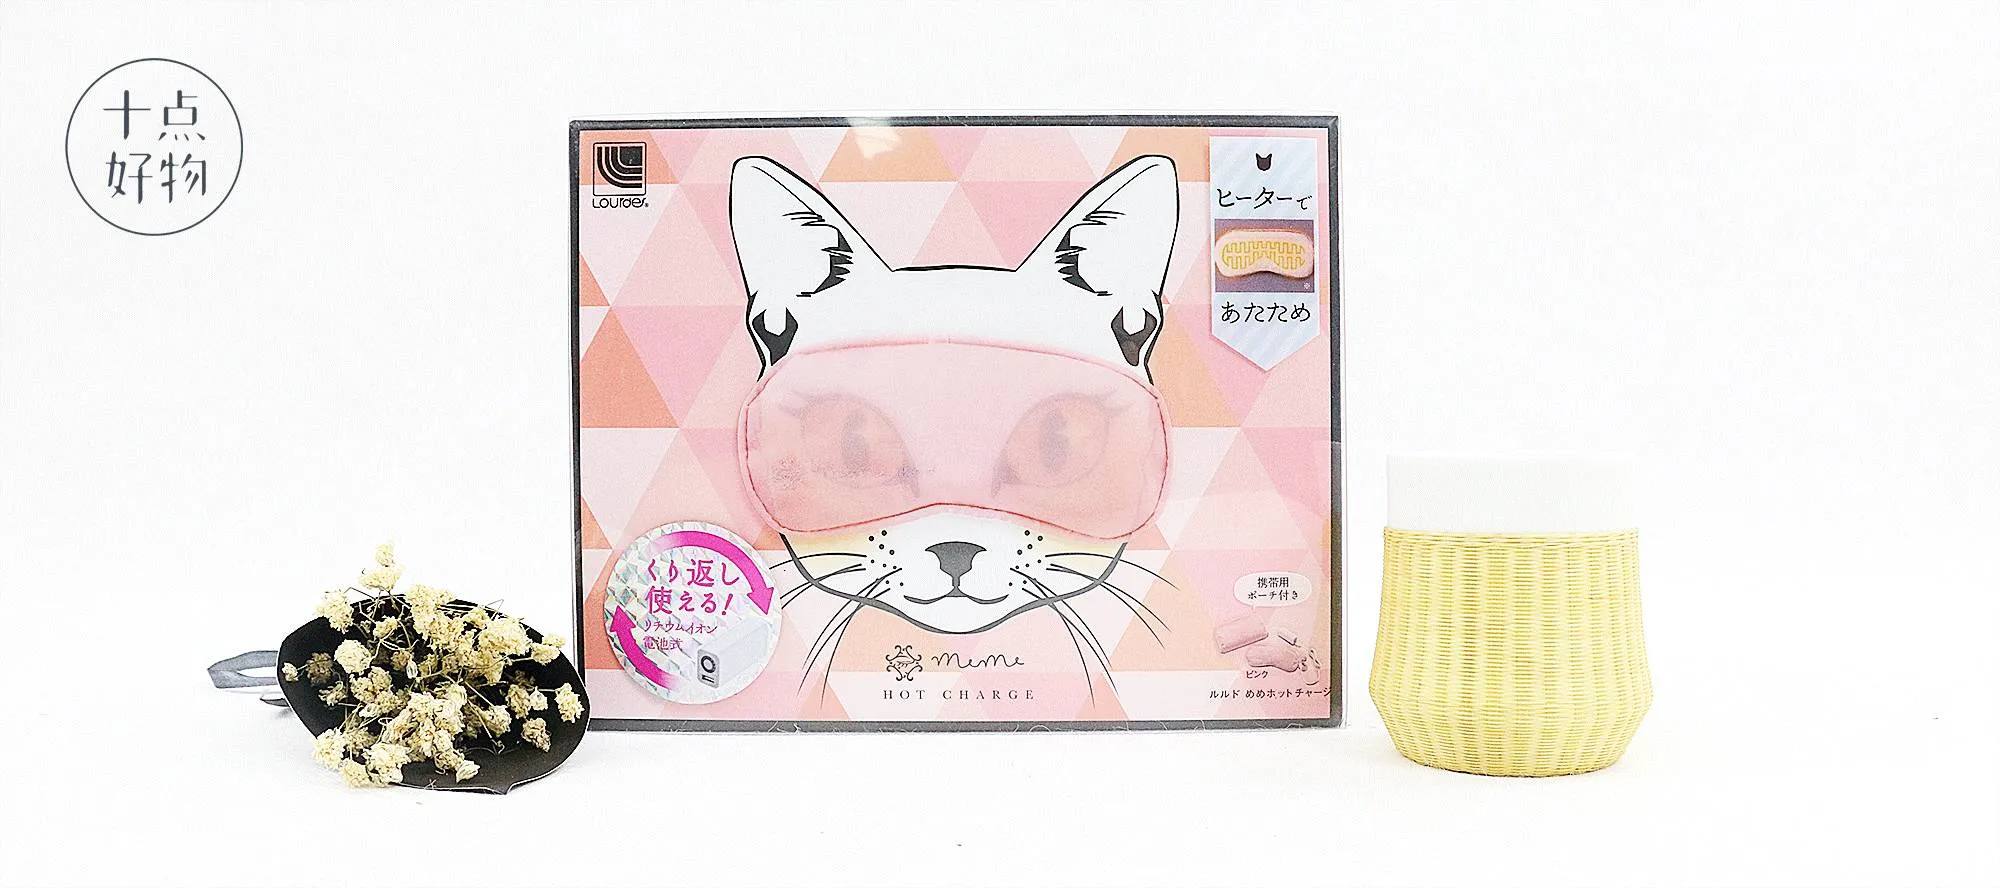 十点
好物
Lourdes
ヒーターで
あたため
くり返し
使える!
リチウムイオン
電池式
meme
HOT CHARGE
携帯用
ポーチ付き
ピンク
ルルド めめホットチャージ